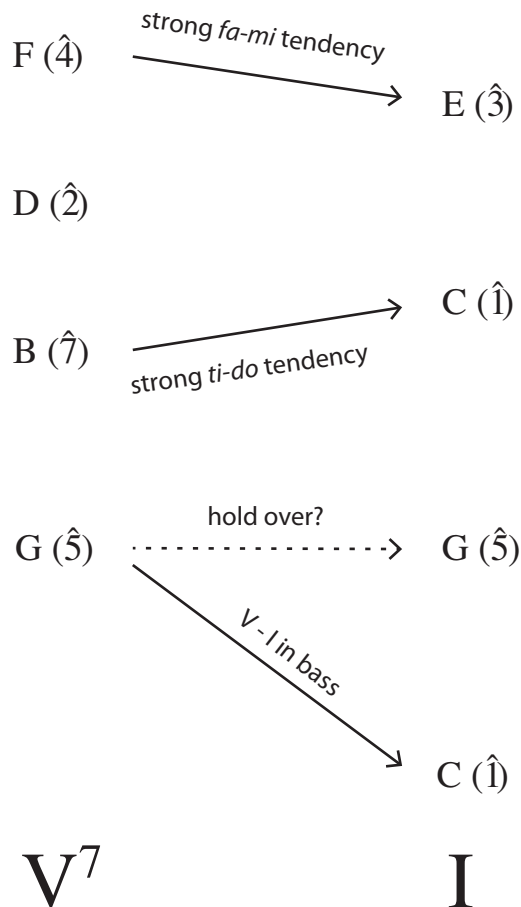 strong fa-mi tendency
F (4̂)
E (3̂)
D (2̂)
C (1̂)
B (7̂)
strong ti-do tendency
hold over?
G (5̂)
G (5̂)
V - I in bass
C (1̂)
V⁷
I